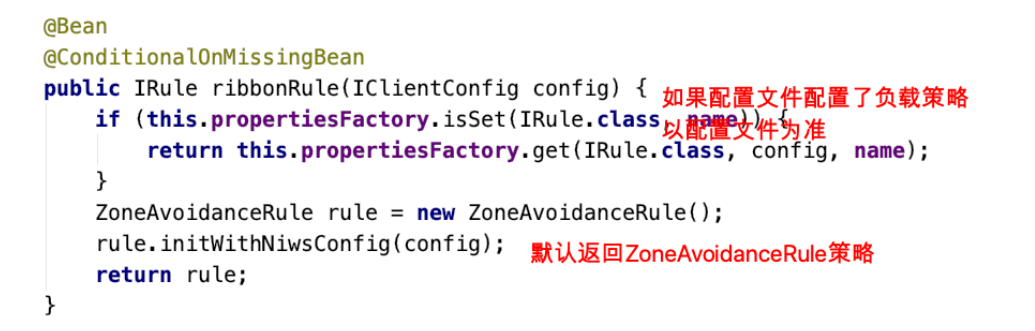 @Bean
@ConditionalOnMissingBean
public IRule ribbonRule(IClientConfig config) {
如果配置文件配置了负载策略
if (this.propertiesFactory.isSet(IRule.class, name)) {
以配置文件为准
return this.propertiesFactory.get(IRule.class, config, name);
}
ZoneAvoidanceRule rule = new ZoneAvoidanceRule();
rule.initWithNiwsConfig(config);
默认返回ZoneAvoidanceRule策略
return rule;
}